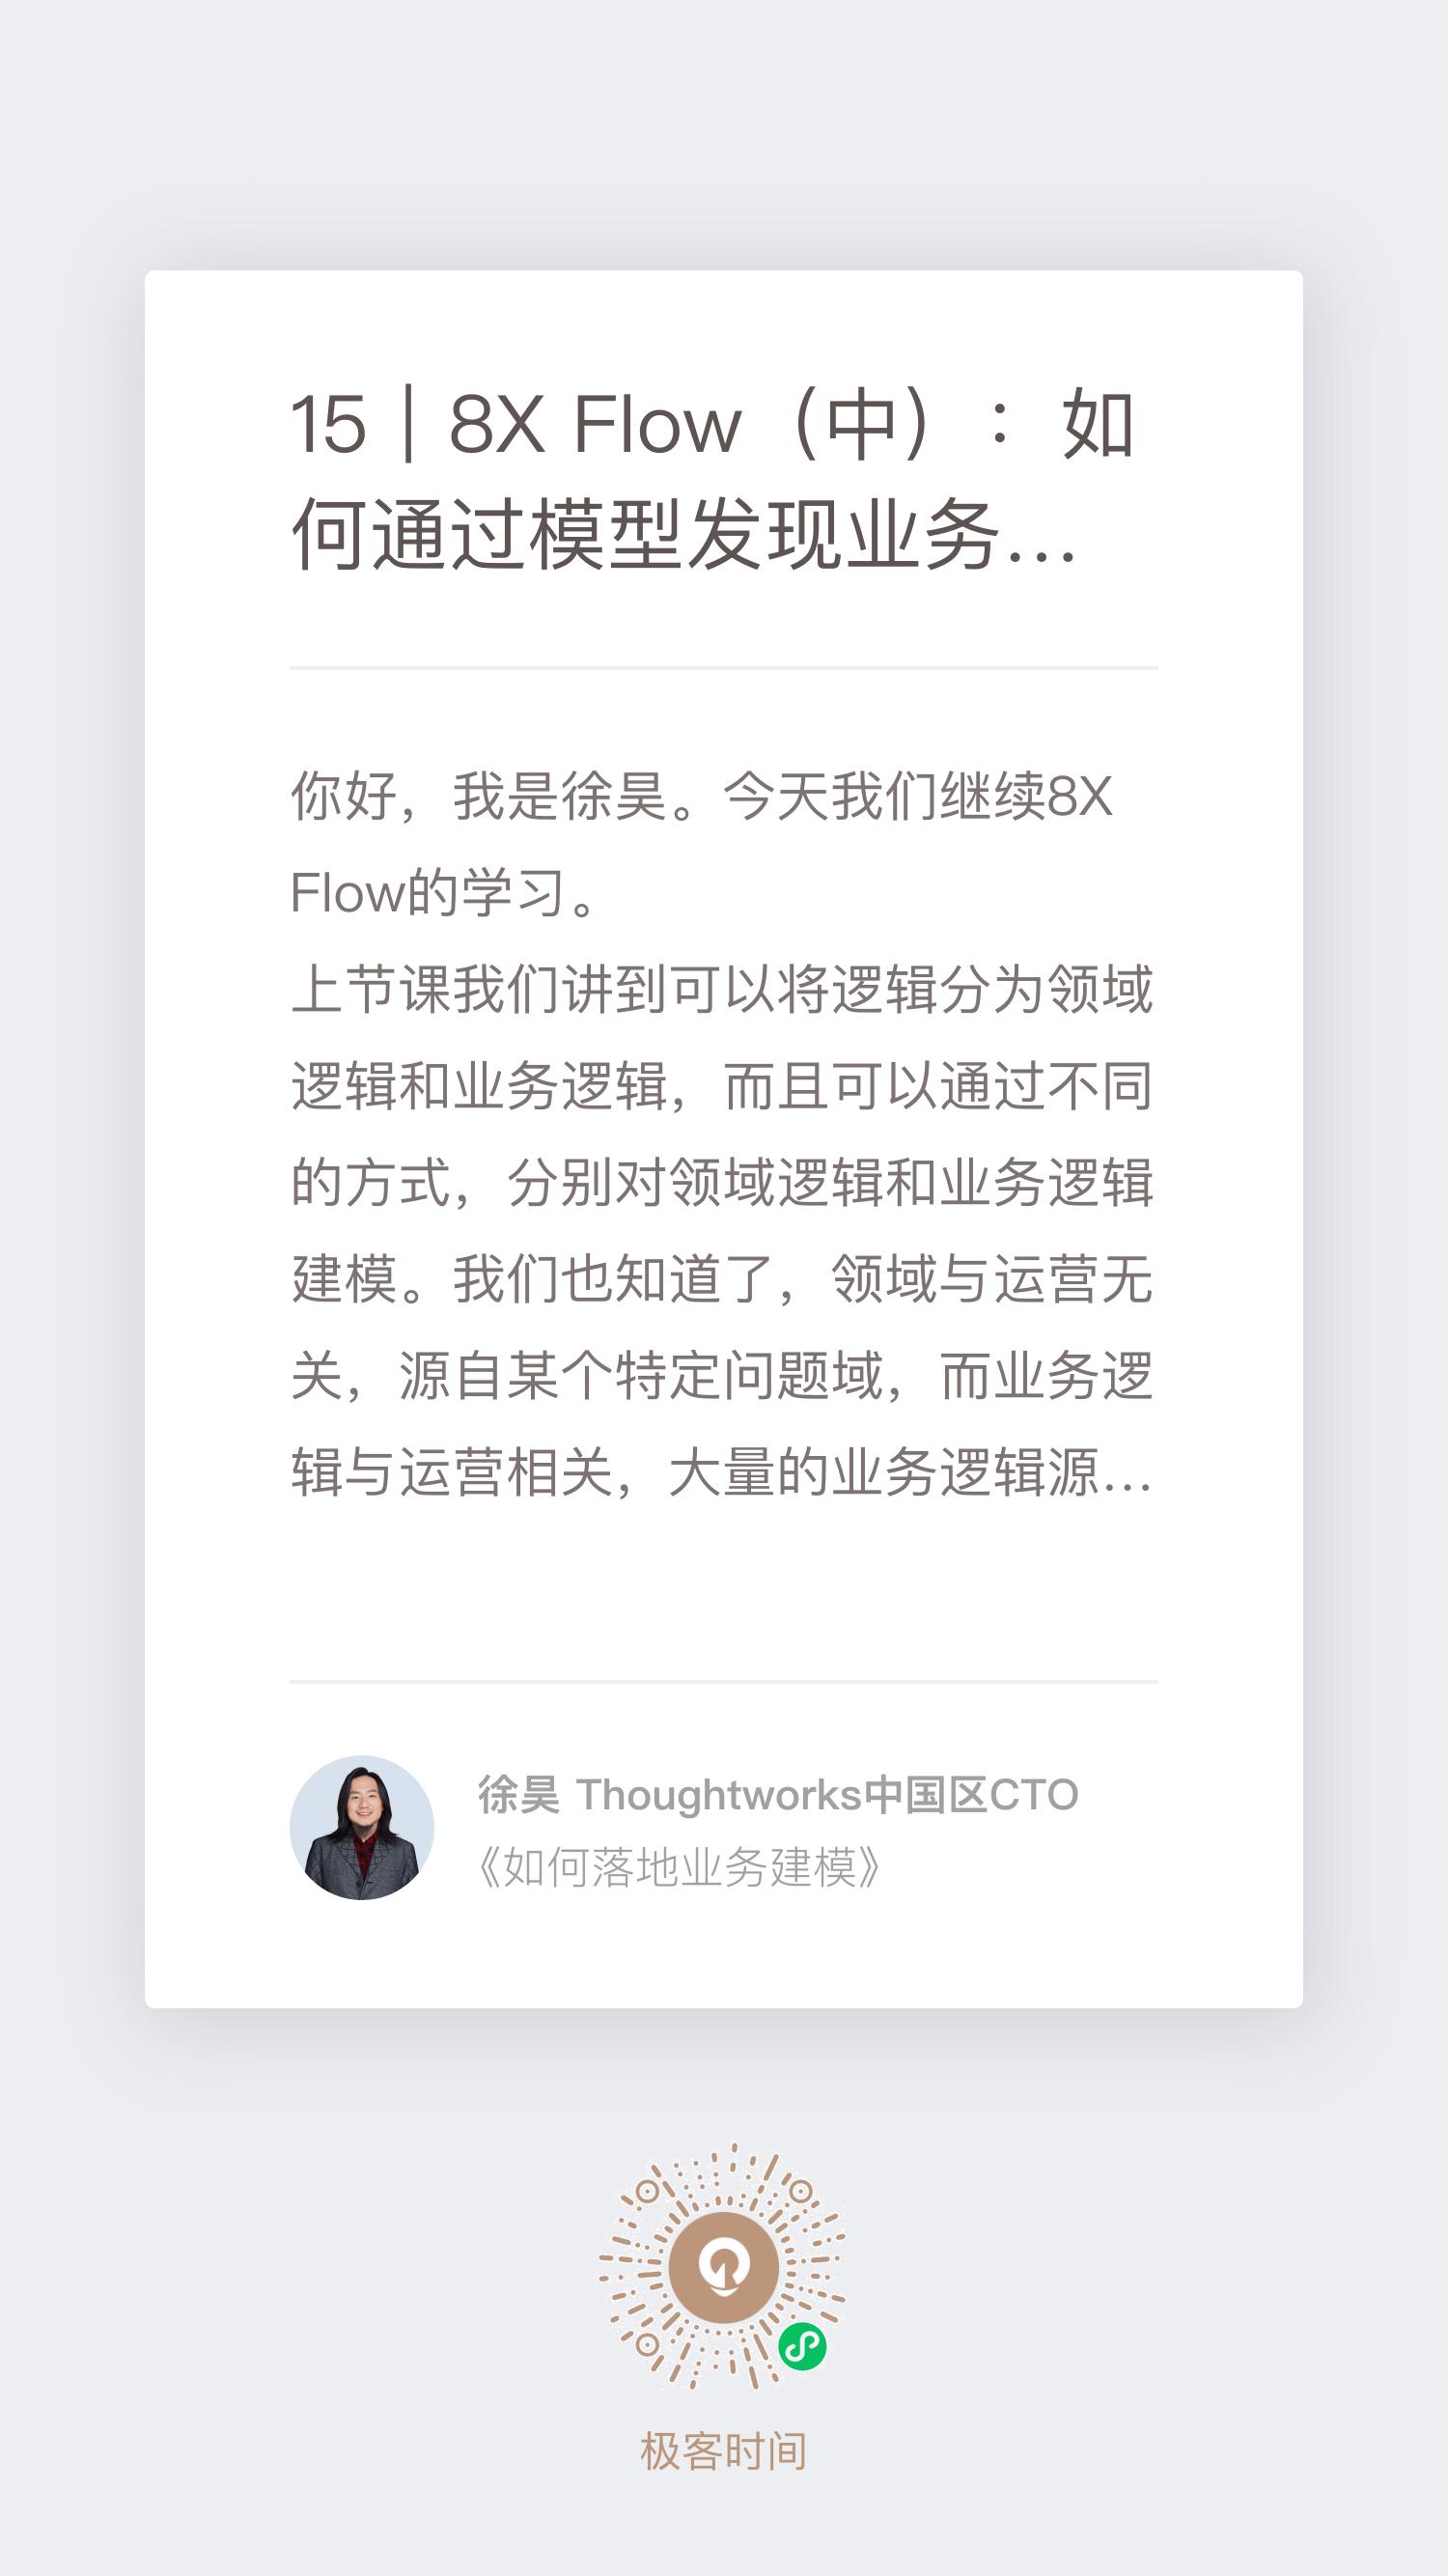 15｜8X Flow（中）：如
何通过模型发现业务...
你好，我是徐昊。今天我们继续8X
Flow的学习。
上节课我们讲到可以将逻辑分为领域
逻辑和业务逻辑，而且可以通过不同
的方式，分别对领域逻辑和业务逻辑
建模。我们也知道了，领域与运营无
关，源自某个特定问题域，而业务逻
辑与运营相关，大量的业务逻辑源...
徐昊 Thoughtworks中国区CTO
《如何落地业务建模》
极客时间